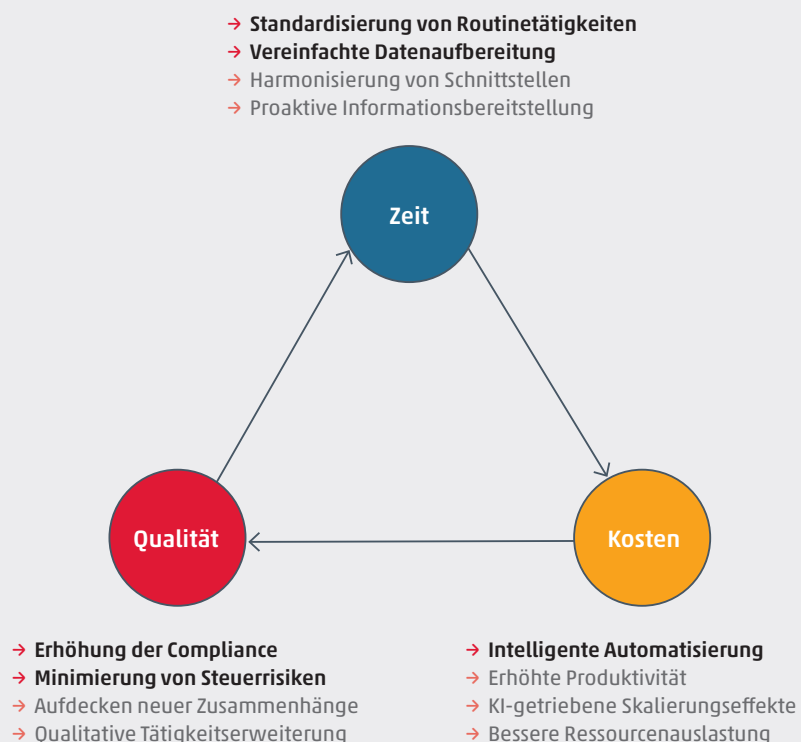 → Standardisierung von Routinetätigkeiten
→ Vereinfachte Datenaufbereitung
→ Harmonisierung von Schnittstellen
→ Proaktive Informationsbereitstellung
Zeit
Qualität
Kosten
→ Erhöhung der Compliance
→ Minimierung von Steuerrisiken
→ Aufdecken neuer Zusammenhänge
→ Qualitative Tätigkeitserweiterung
→ Intelligente Automatisierung
→ Erhöhte Produktivität
→ KI-getriebene Skalierungseffekte
→ Bessere Ressourcenauslastung